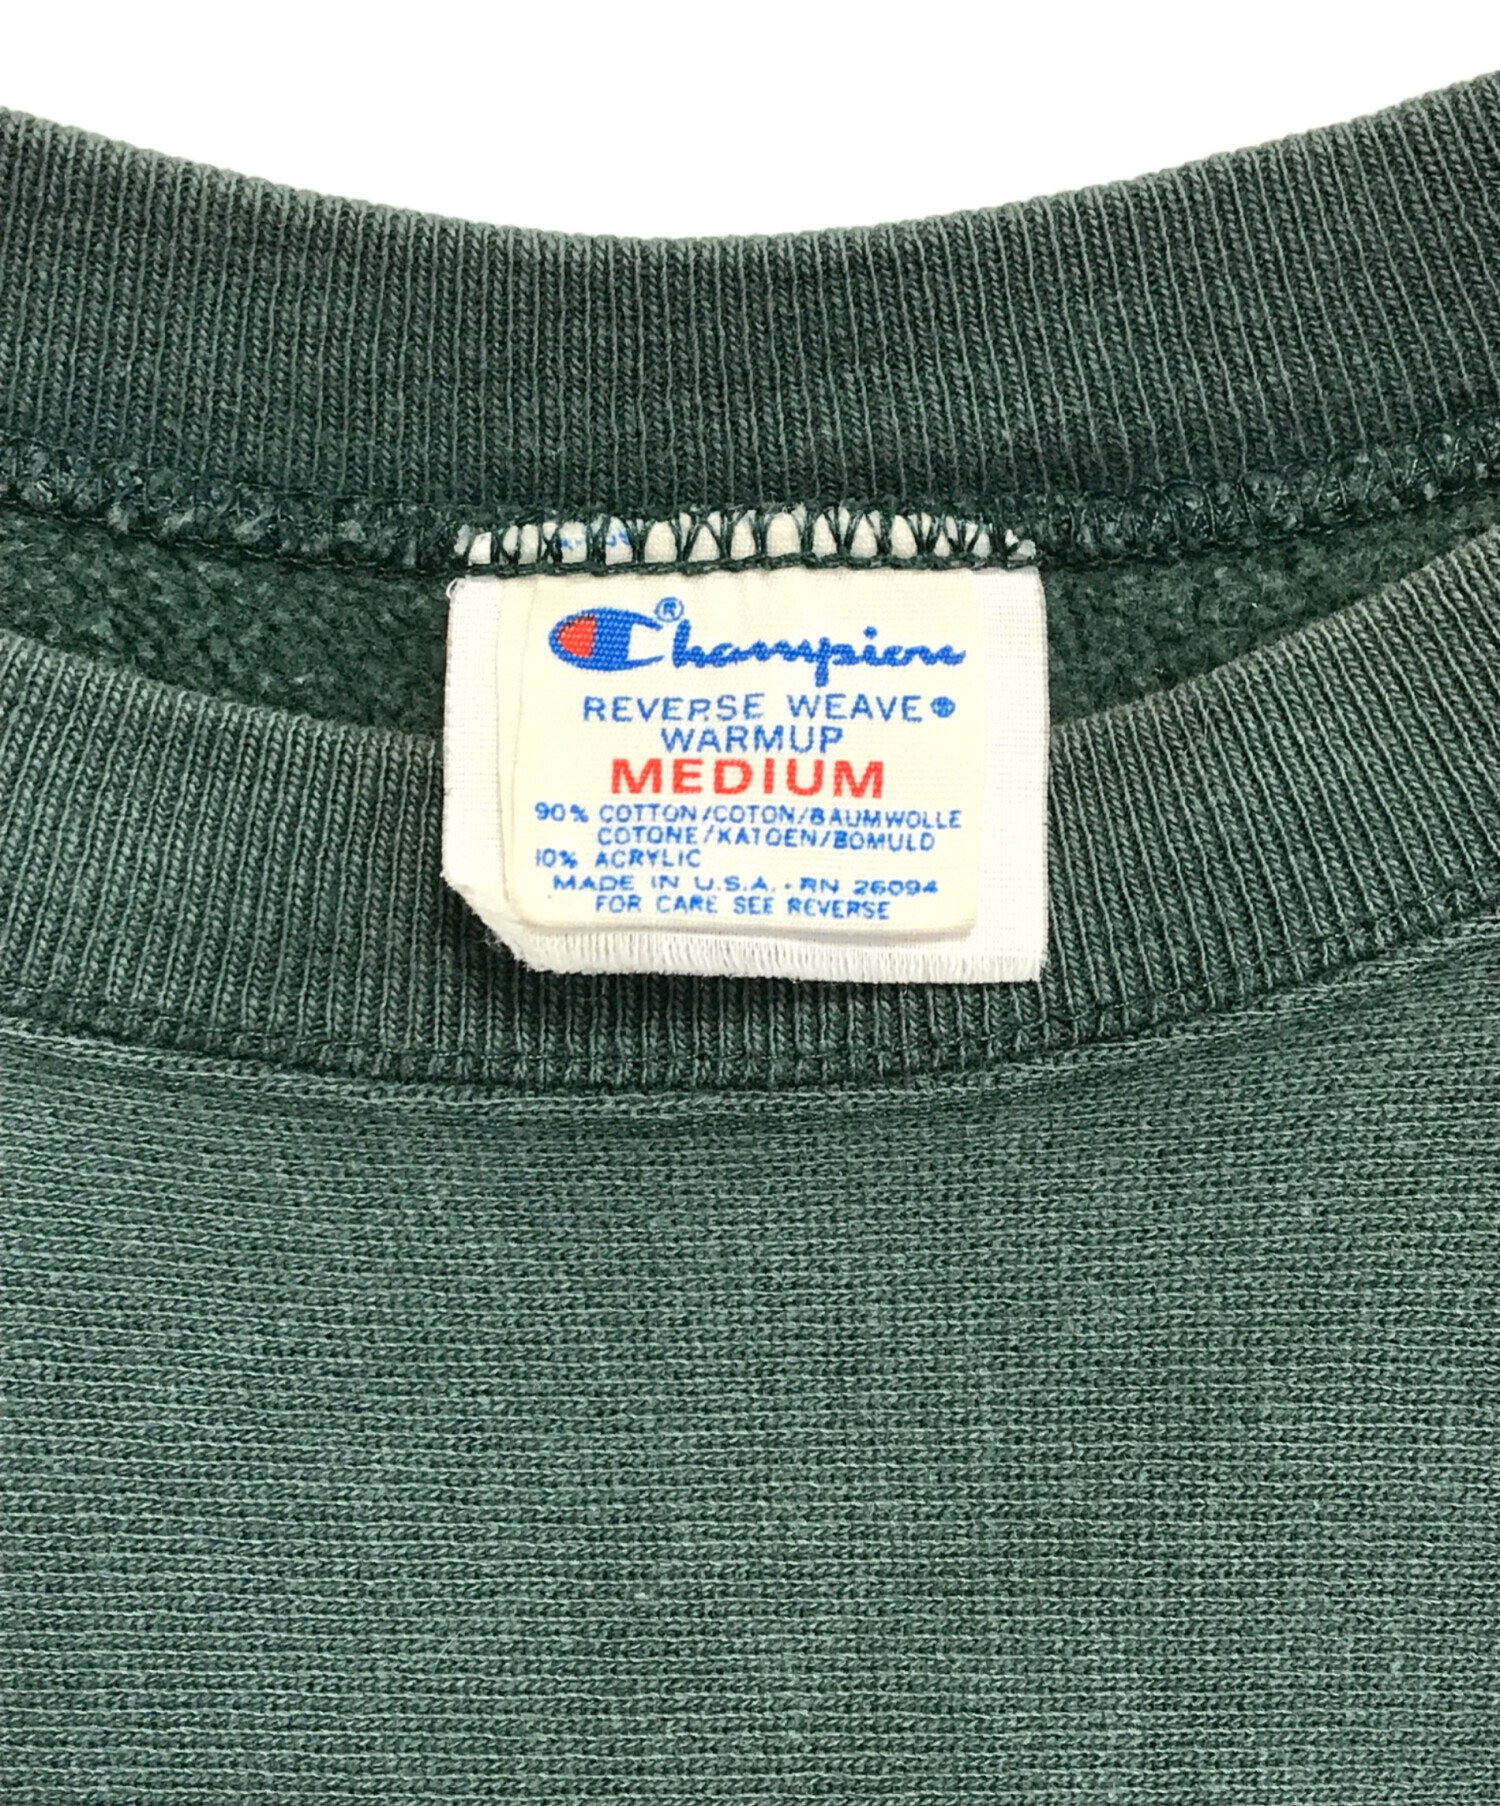 Champion®
REVERSE WEAVE®
WARMUP
MEDIUM
90% COTTON/COTON/BAUMWOLLE
COTONE/KATOEN/BOMULD
10% ACRYLIC
MADE IN U.S.A. · RN 26094
FOR CARE SEE REVERSE